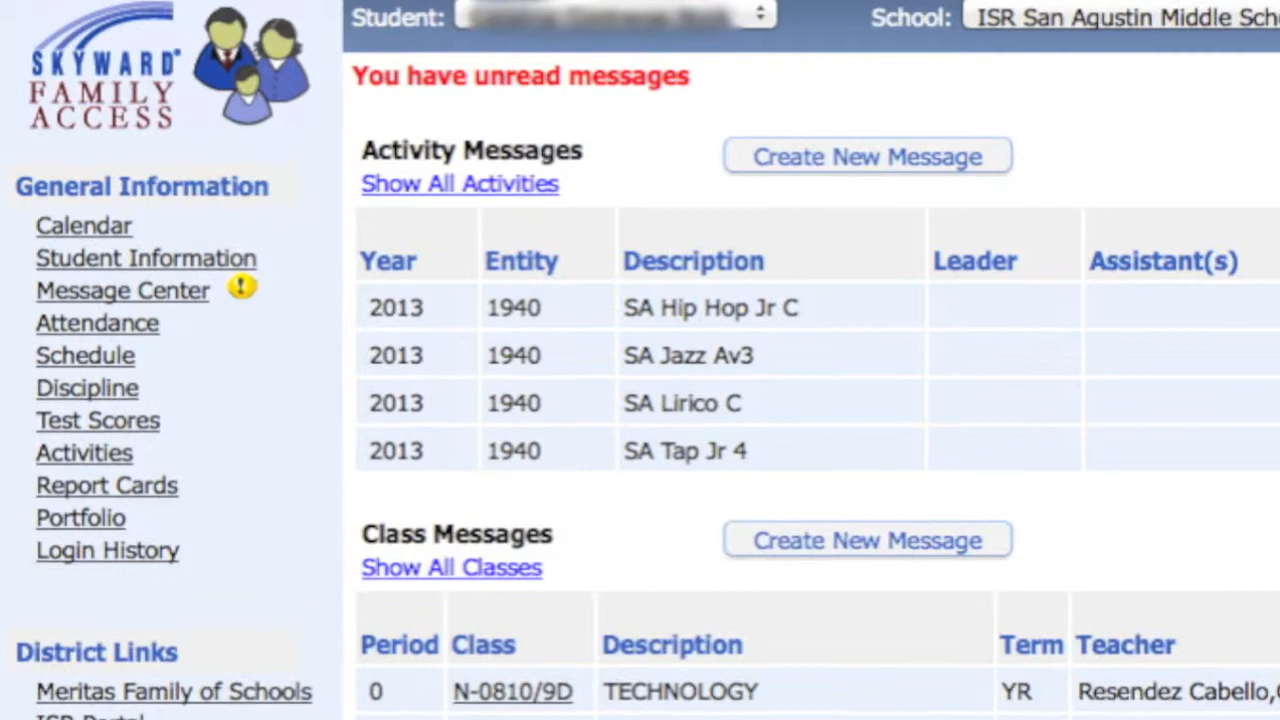 Student: School: ISR San Agustin Middle
SKYWARD®
FAMILY
ACCESS
You have unread messages
Activity Messages Create New Message
Show All Activities
General Information
Calendar
Student Information
Message Center
Attendance
Schedule
Discipline
Test Scores
Activities
Report Cards
Portfolio
Login History
District Links
Meritas Family of Schools
ISR Portal
Year Entity Description Leader Assistant(s)
2013 1940 SA Hip Hop Jr C
2013 1940 SA Jazz Av3
2013 1940 SA Lirico C
2013 1940 SA Tap Jr 4
Class Messages Create New Message
Show All Classes
Period Class Description Term Teacher
0 N-0810/9D TECHNOLOGY YR Resendez Cabello,